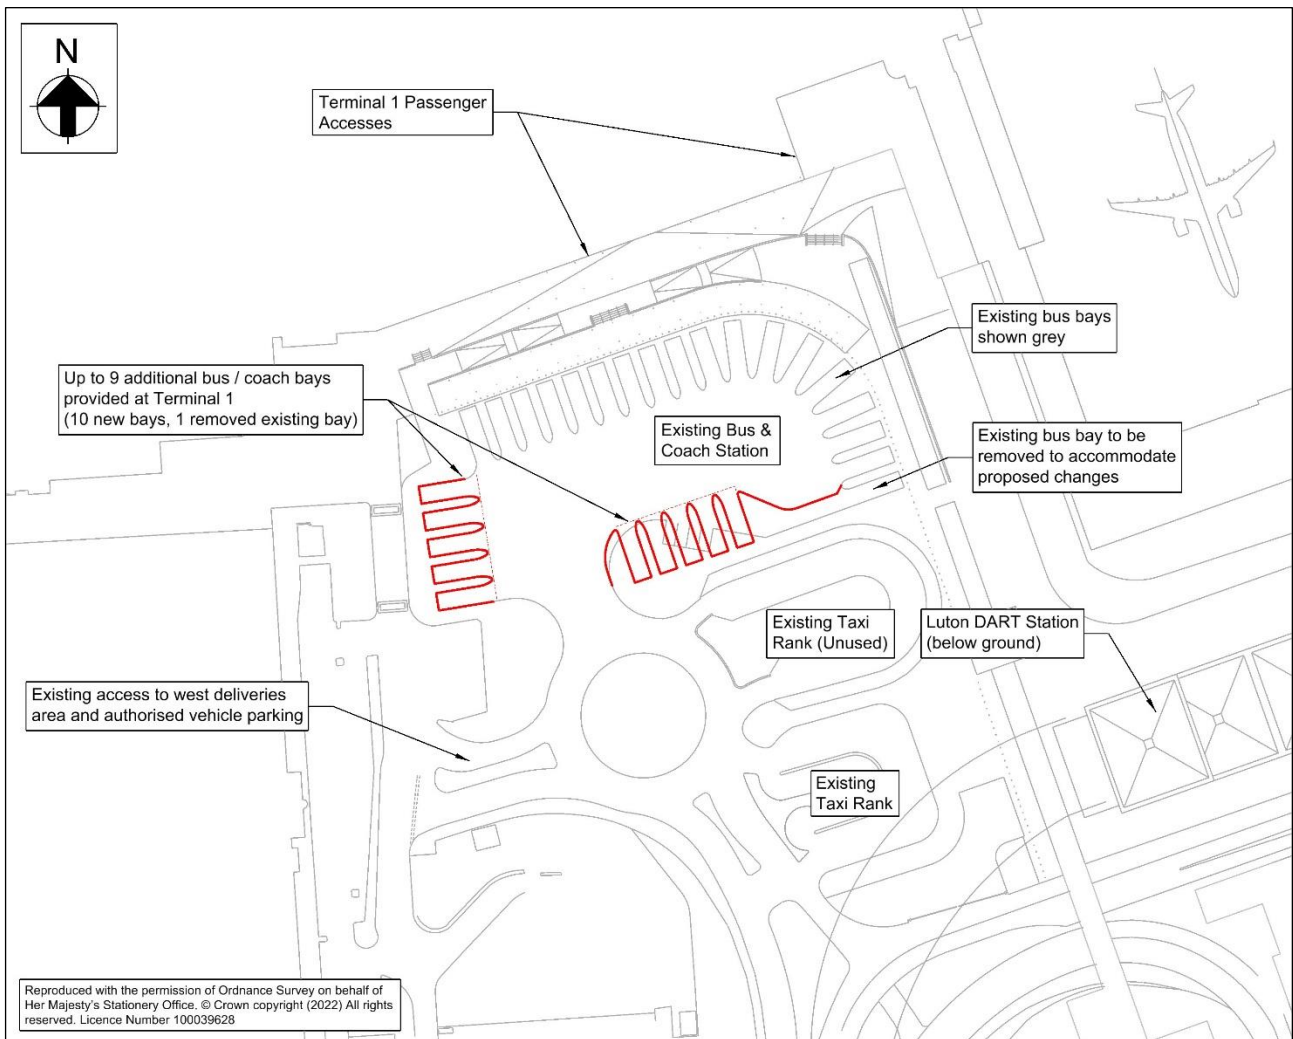 N
Terminal 1 Passenger
Accesses
Existing bus bays
shown grey
Up to 9 additional bus / coach bays
provided at Terminal 1
(10 new bays, 1 removed existing bay)
Existing Bus &
Coach Station
Existing bus bay to be
removed to accommodate
proposed changes
Existing Taxi
Rank (Unused)
Luton DART Station
(below ground)
Existing access to west deliveries
area and authorised vehicle parking
Existing
Taxi Rank
Reproduced with the permission of Ordnance Survey on behalf of
Her Majesty's Stationery Office, © Crown copyright (2022) All rights
reserved. Licence Number 100039628